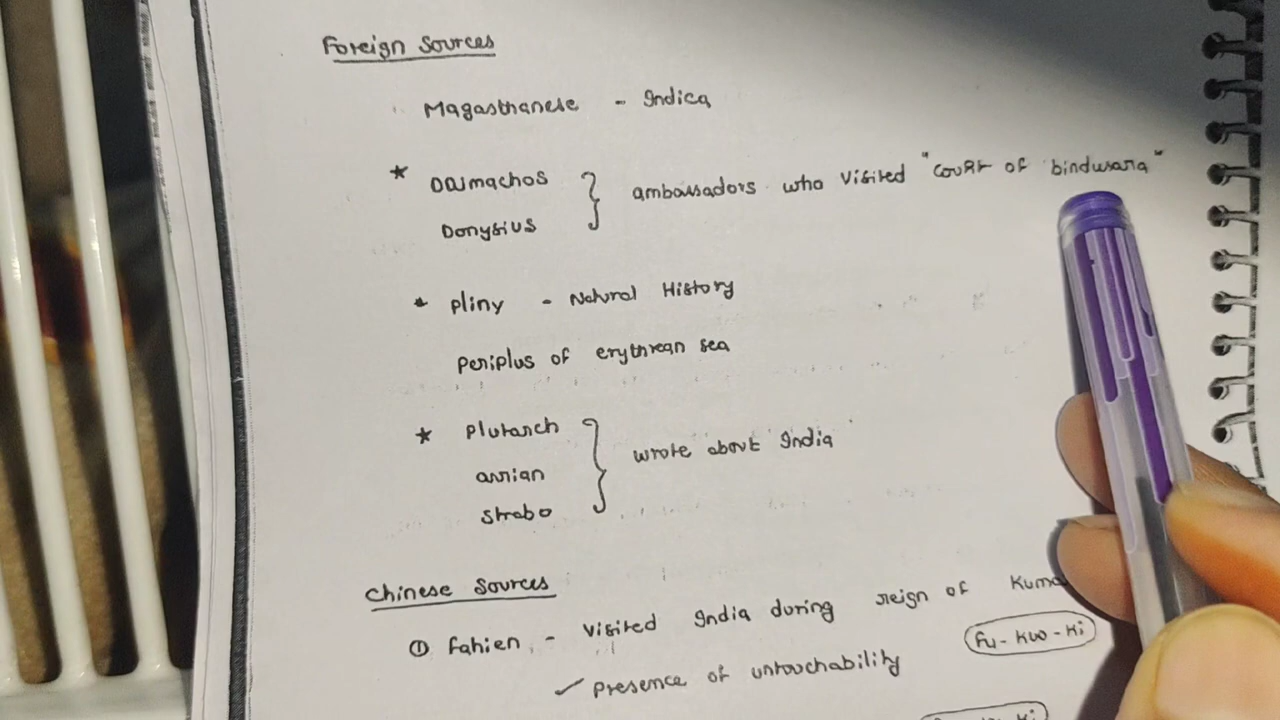 Foreign Sources
Magasthanese - Indica
* Daimachos
ambassadors who visited "court of bindusara"
Donysius
* Pliny - Natural History
Periplus of erythrean sea
* Plutarch
arrian
wrote about India
Strabo
Chinese Sources
① Fahien - visited India during reign of Kuma
Fu-kuo-ki
✓ presence of untouchability